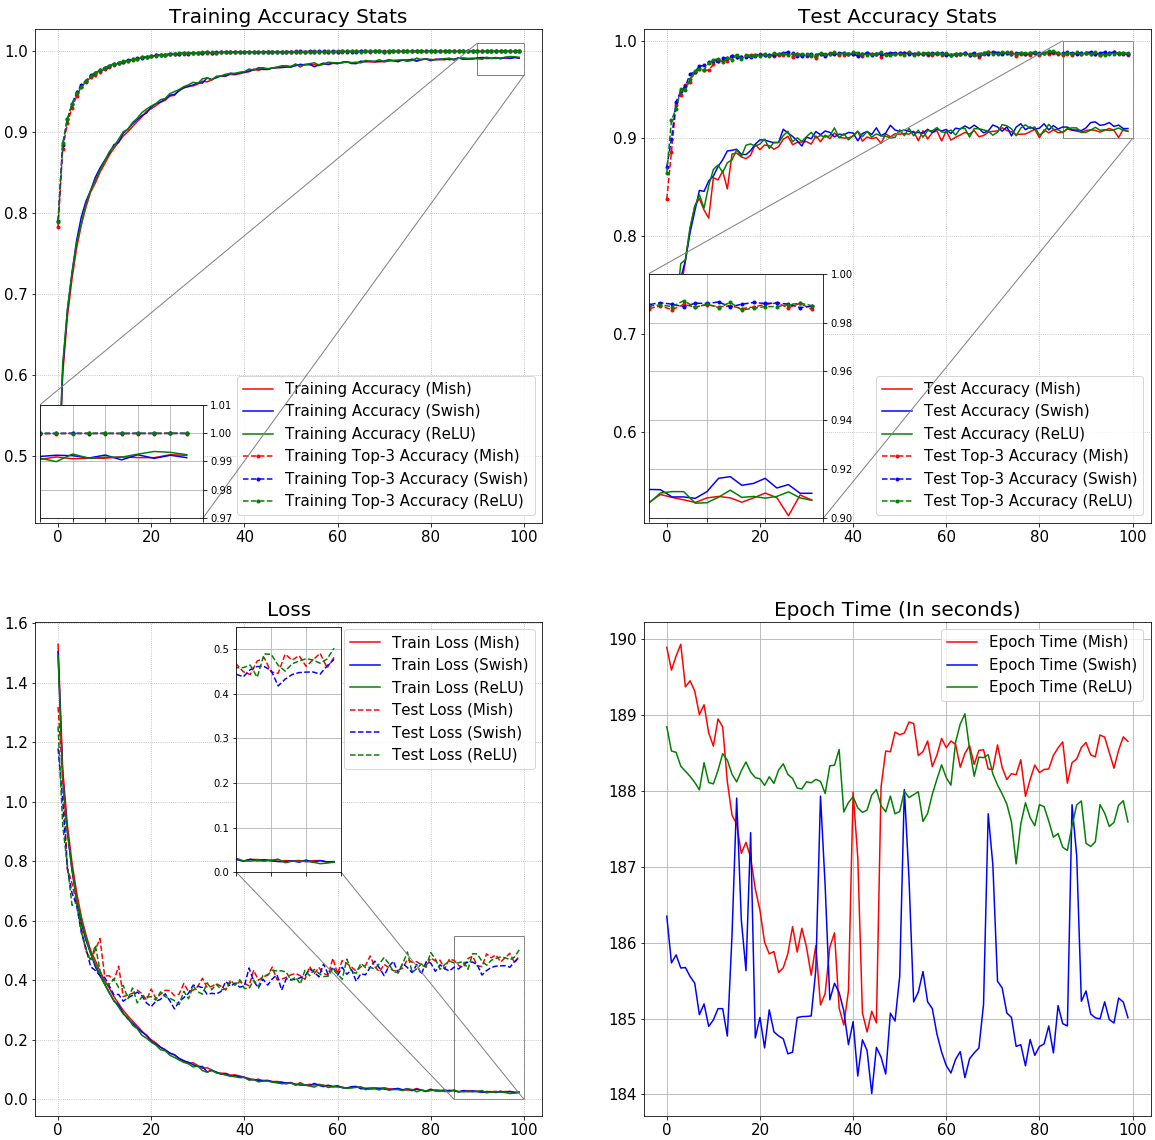 Training Accuracy Stats
1.0
0.9
0.8
0.7
0.6
0.5
0 20 40 60 80 100
1.01
1.00
0.99
0.98
0.97
Training Accuracy (Mish)
Training Accuracy (Swish)
Training Accuracy (ReLU)
Training Top-3 Accuracy (Mish)
Training Top-3 Accuracy (Swish)
Training Top-3 Accuracy (ReLU)
Test Accuracy Stats
1.0
0.9
0.8
0.7
0.6
0 20 40 60 80 100
1.00
0.98
0.96
0.94
0.92
0.90
Test Accuracy (Mish)
Test Accuracy (Swish)
Test Accuracy (ReLU)
Test Top-3 Accuracy (Mish)
Test Top-3 Accuracy (Swish)
Test Top-3 Accuracy (ReLU)
Loss
1.6
1.4
1.2
1.0
0.8
0.6
0.4
0.2
0.0
0 20 40 60 80 100
0.5
0.4
0.3
0.2
0.1
0.0
Train Loss (Mish)
Train Loss (Swish)
Train Loss (ReLU)
Test Loss (Mish)
Test Loss (Swish)
Test Loss (ReLU)
Epoch Time (In seconds)
190
189
188
187
186
185
184
0 20 40 60 80 100
Epoch Time (Mish)
Epoch Time (Swish)
Epoch Time (ReLU)